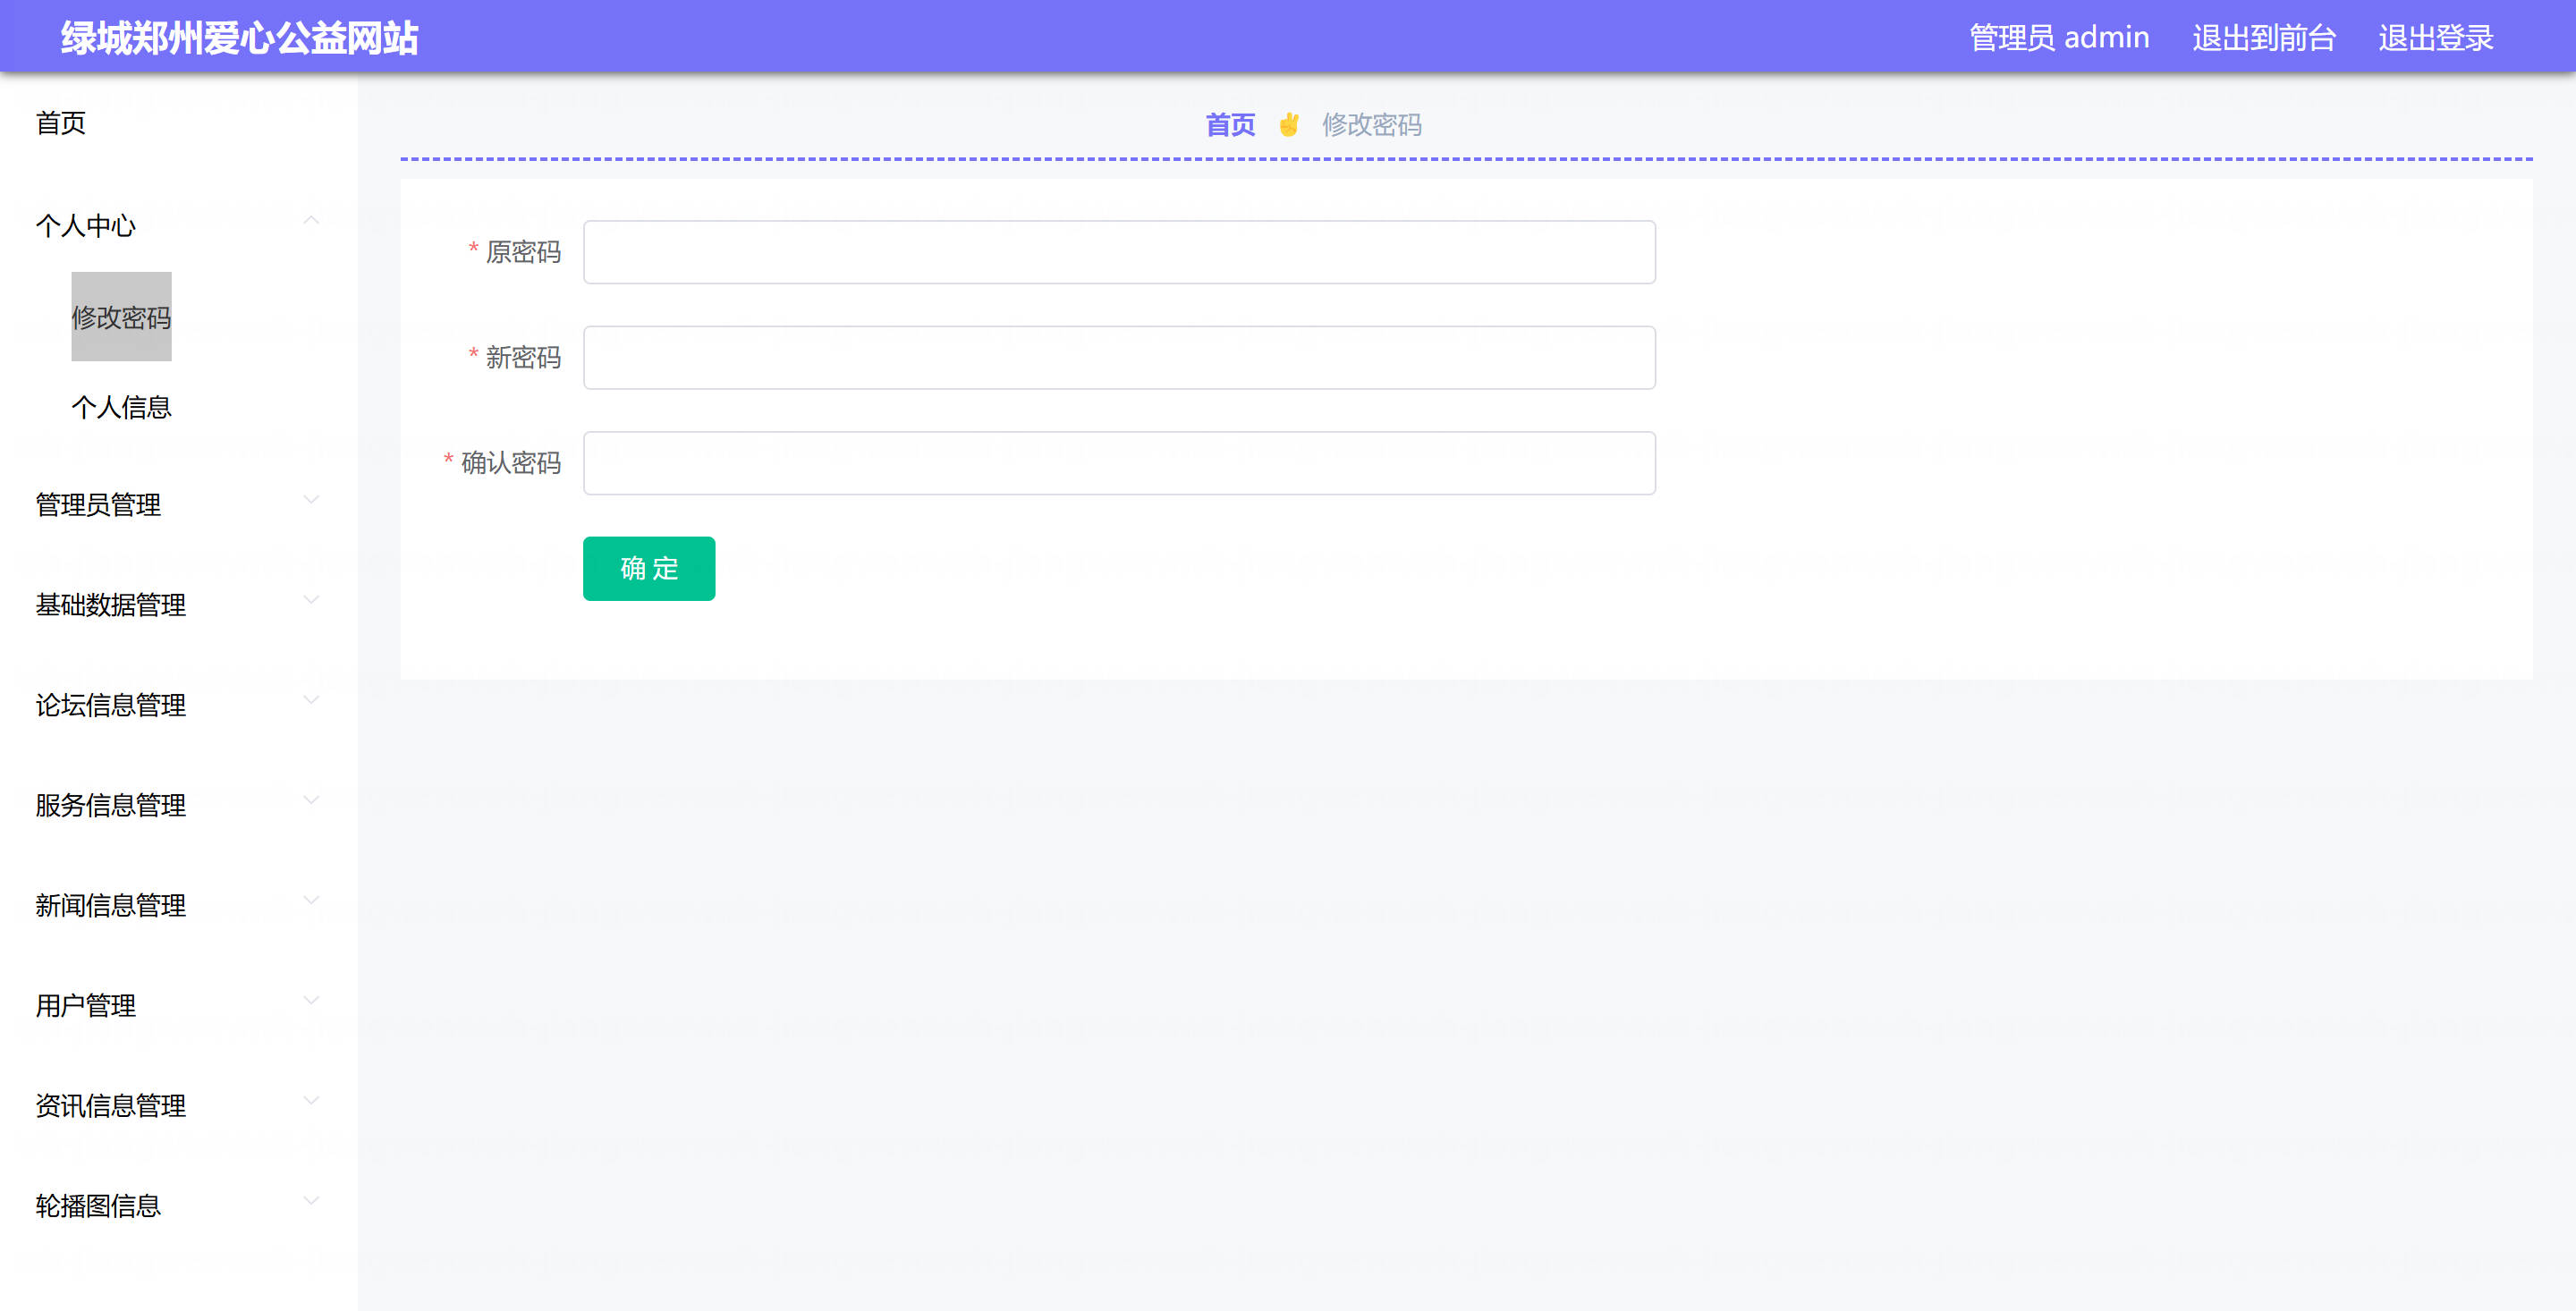 绿城郑州爱心公益网站
管理员 admin 退出到前台 退出登录
首页
首页 ✌ 修改密码
个人中心
修改密码
个人信息
管理员管理
基础数据管理
论坛信息管理
服务信息管理
新闻信息管理
用户管理
资讯信息管理
轮播图信息
* 原密码
* 新密码
* 确认密码
确 定